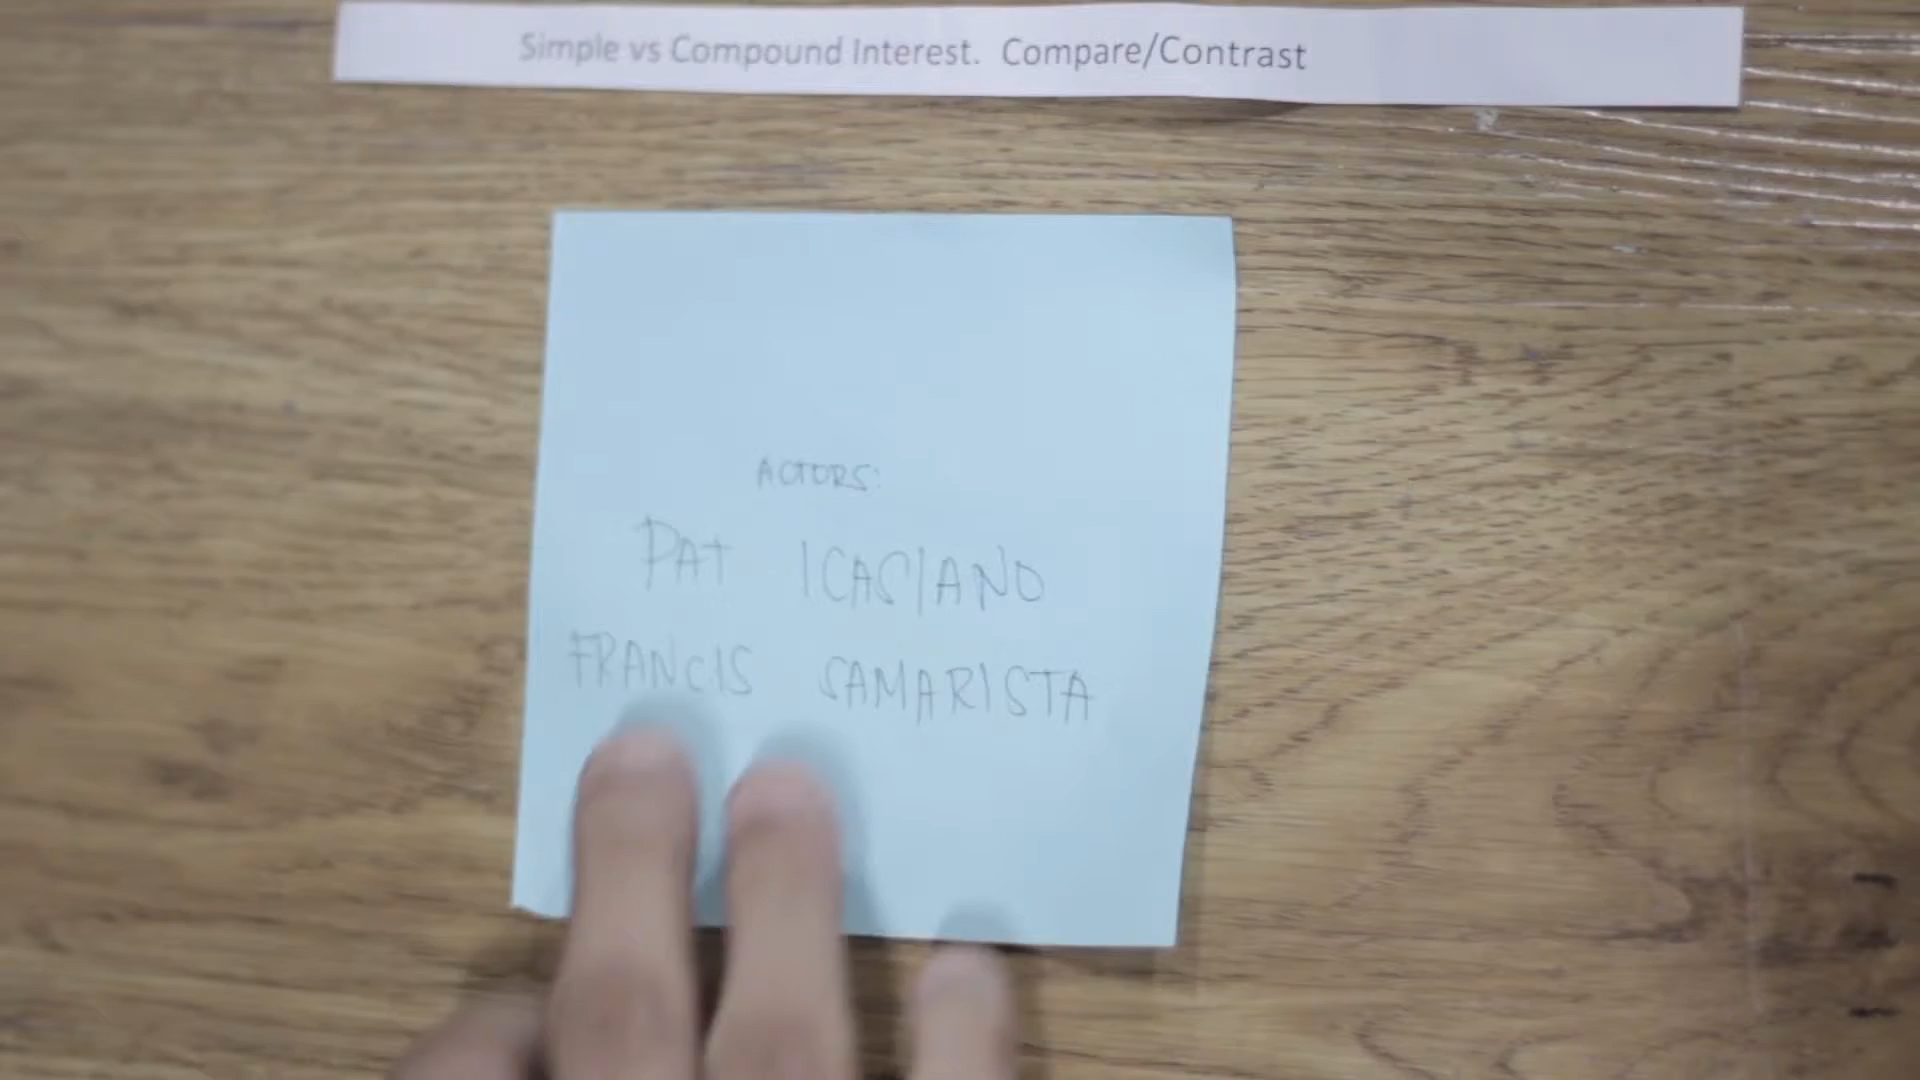 Simple vs Compound Interest. Compare/Contrast
ACTORS:
PAT ICASIANO
FRANCIS SAMARISTA